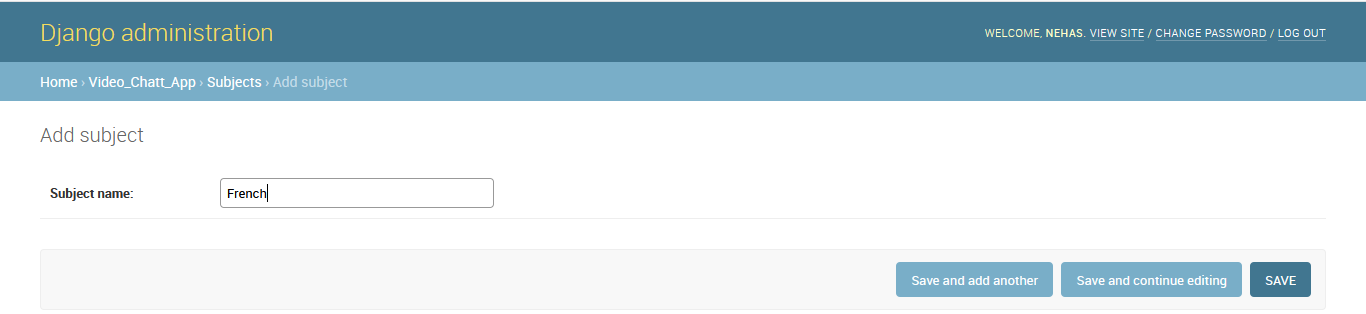 Django administration
WELCOME, NEHAS. VIEW SITE / CHANGE PASSWORD / LOG OUT
Home › Video_Chatt_App › Subjects › Add subject
Add subject
Subject name: French
Save and add another Save and continue editing SAVE